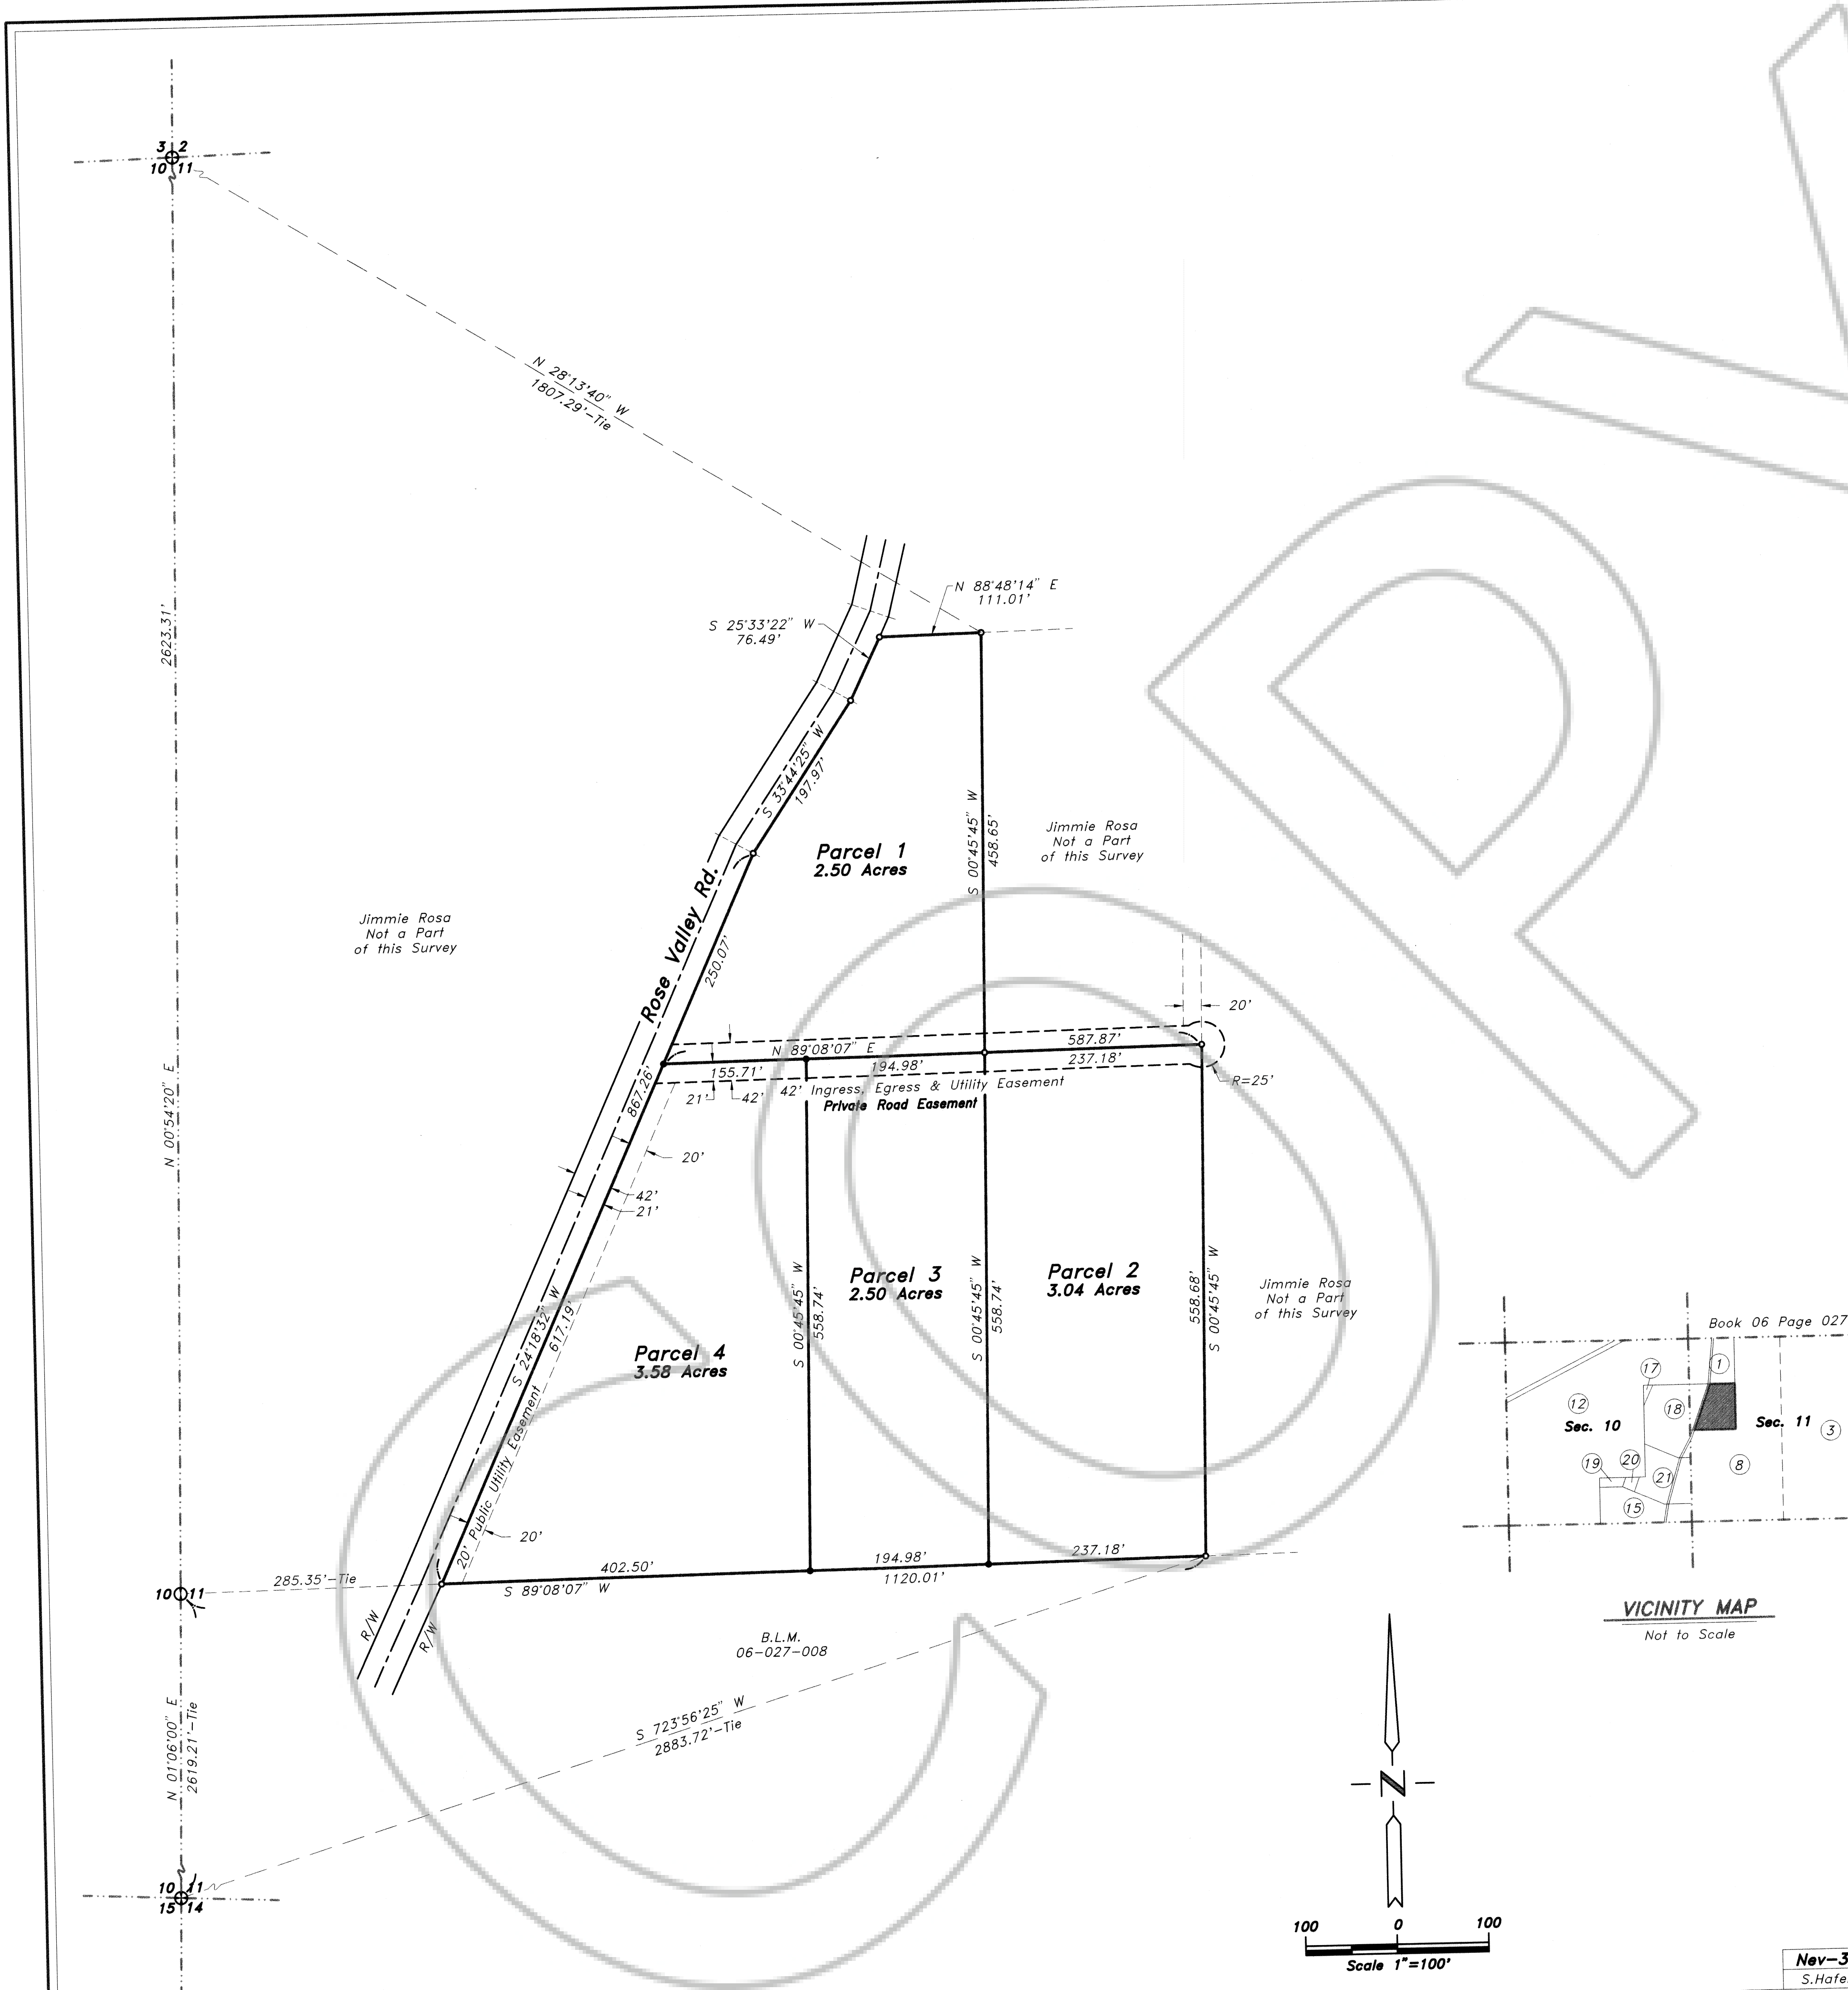 3 2
10 11
N 28°13'40" W
1807.29'-Tie
2623.31'
N 00°54'20" E
N 88°48'14" E
111.01'
S 25°33'22" W
76.49'
S 33°44'25" W
197.97'
Parcel 1
2.50 Acres
S 00°45'45" W
458.65'
Jimmie Rosa
Not a Part
of this Survey
Jimmie Rosa
Not a Part
of this Survey
Rose Valley Rd.
250.07'
20'
N 89°08'07" E
587.87'
155.71'
194.98'
237.18'
R=25'
21'
42'
42' Ingress, Egress & Utility Easement
Private Road Easement
867.26'
20'
42'
21'
S 24°18'32" W
617.19'
20' Public Utility Easement
20'
Parcel 4
3.58 Acres
S 00°45'45" W
558.74'
Parcel 3
2.50 Acres
S 00°45'45" W
558.74'
Parcel 2
3.04 Acres
558.68'
S 00°45'45" W
Jimmie Rosa
Not a Part
of this Survey
10 11
285.35'-Tie
402.50'
S 89°08'07" W
194.98'
1120.01'
237.18'
R/W
R/W
B.L.M.
06-027-008
S 723°56'25" W
2883.72'-Tie
N 01°06'00" E
2619.21'-Tie
10 11
15 14
Book 06 Page 027
1
17
12
18
Sec. 10
Sec. 11
3
19
20
21
8
15
VICINITY MAP
Not to Scale
N
100 0 100
Scale 1"=100'
Nev-3
S.Hafe
COPY